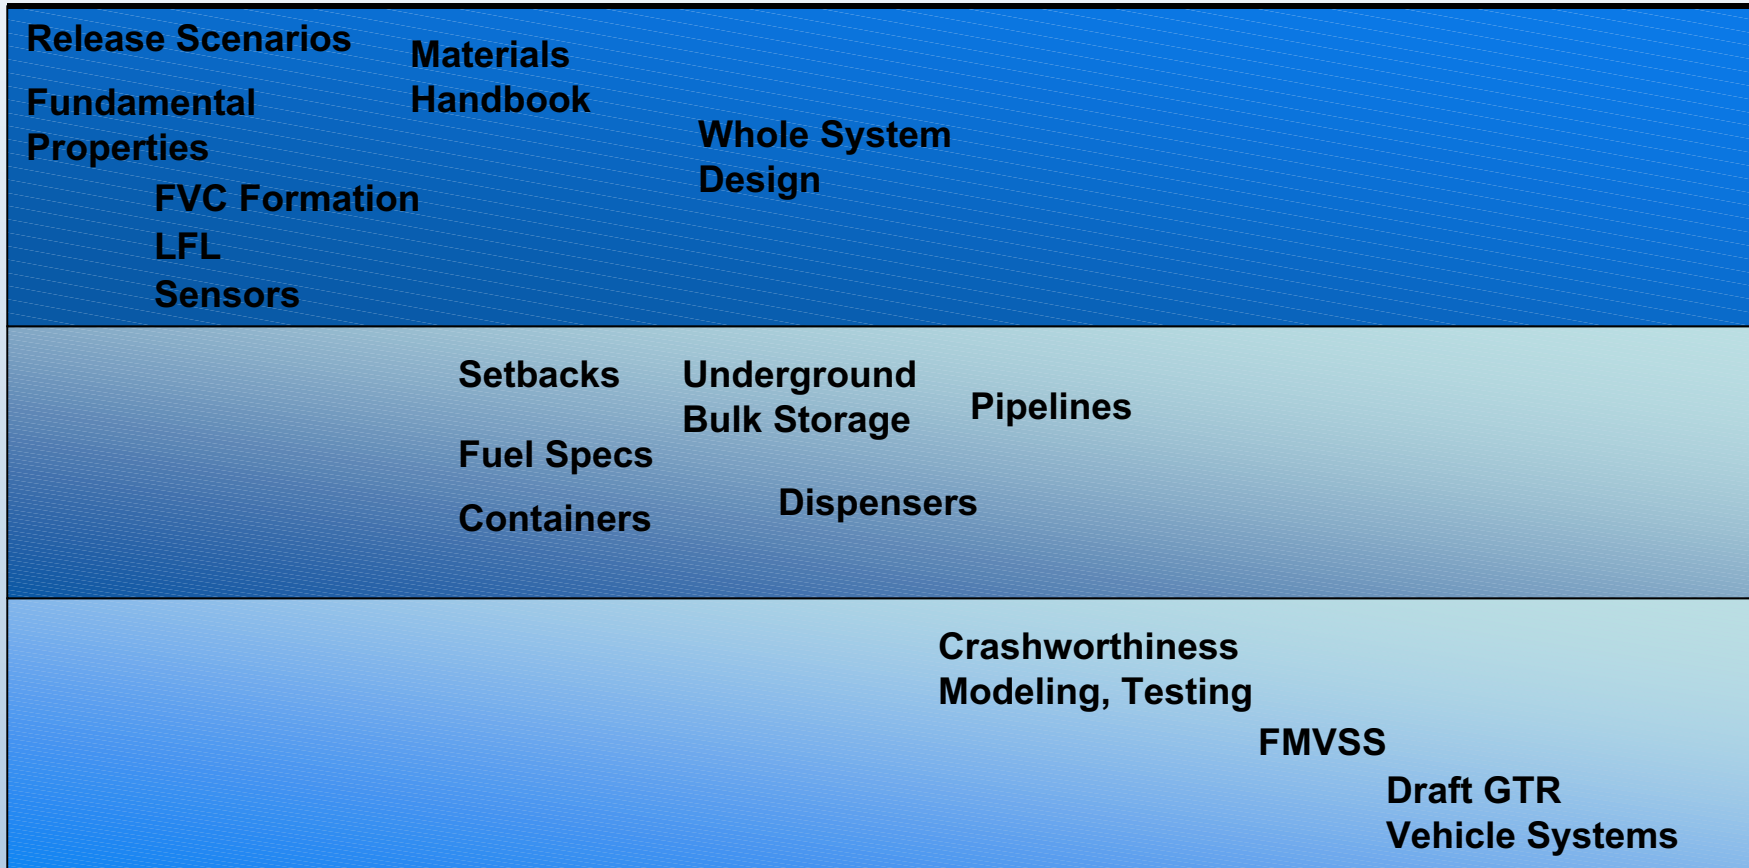 Release Scenarios
Fundamental
Properties
FVC Formation
LFL
Sensors
Materials
Handbook
Whole System
Design
Setbacks
Fuel Specs
Containers
Underground
Bulk Storage
Dispensers
Pipelines
Crashworthiness
Modeling, Testing
FMVSS
Draft GTR
Vehicle Systems